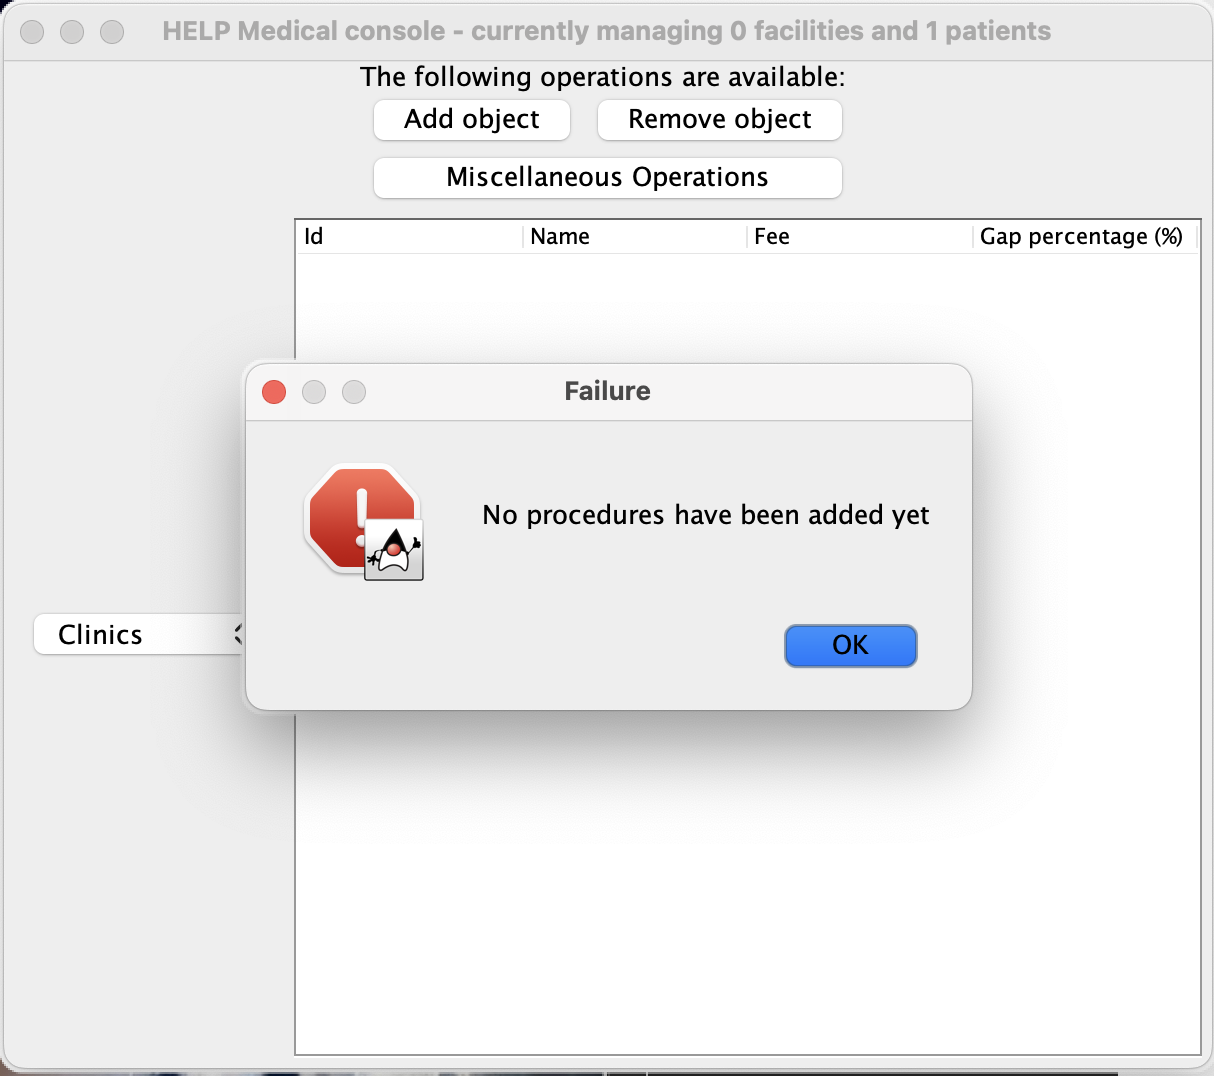 HELP Medical console - currently managing 0 facilities and 1 patients
The following operations are available:
Add object Remove object
Miscellaneous Operations
Id Name Fee Gap percentage (%)
Failure
No procedures have been added yet
Clinics
OK